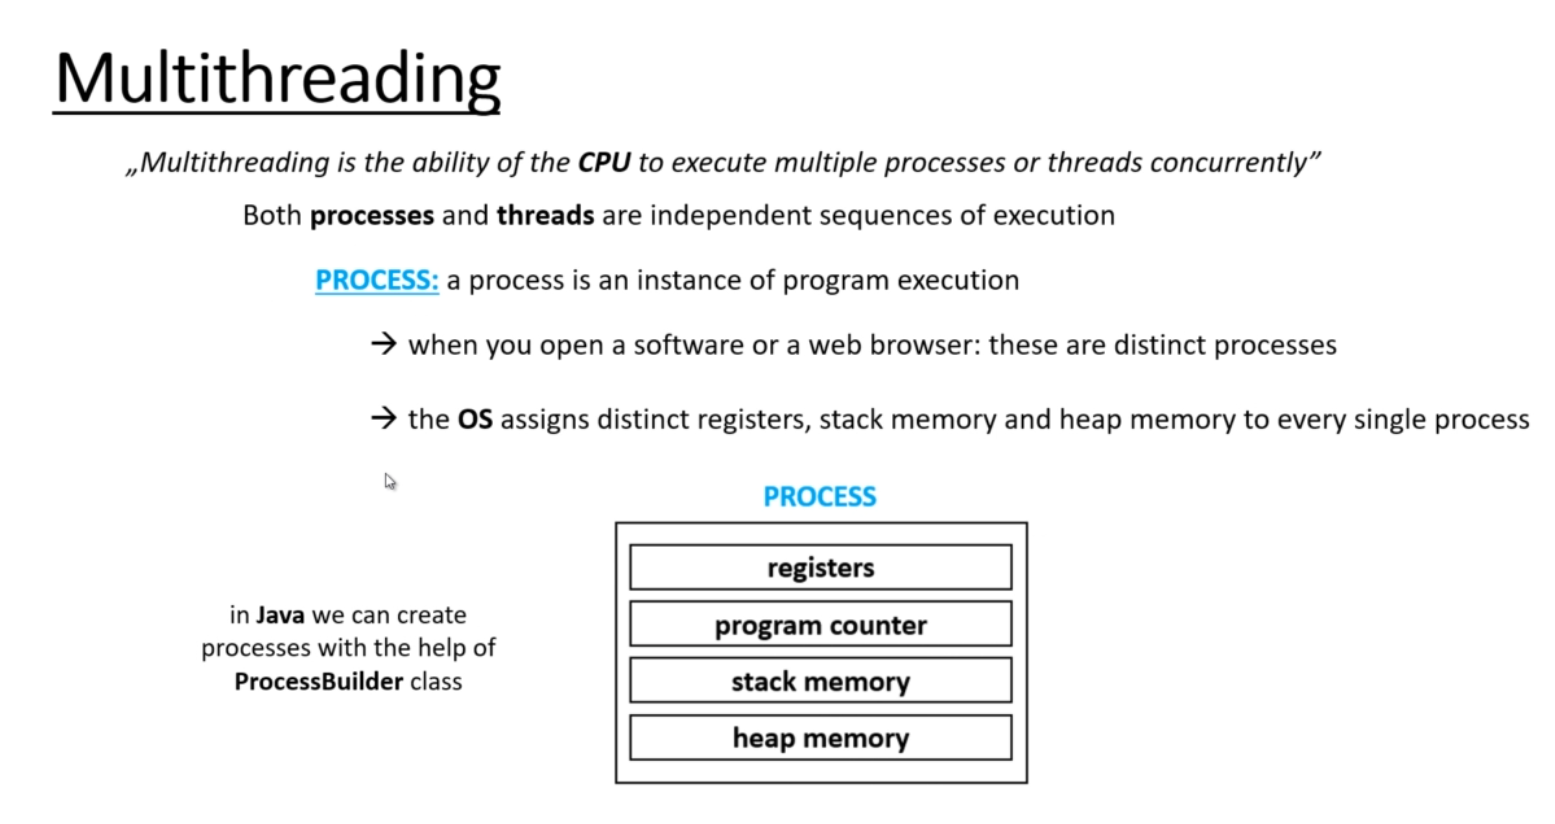 Multithreading
„Multithreading is the ability of the CPU to execute multiple processes or threads concurrently”
Both processes and threads are independent sequences of execution
PROCESS: a process is an instance of program execution
→ when you open a software or a web browser: these are distinct processes
→ the OS assigns distinct registers, stack memory and heap memory to every single process
in Java we can create
processes with the help of
ProcessBuilder class
PROCESS
registers
program counter
stack memory
heap memory